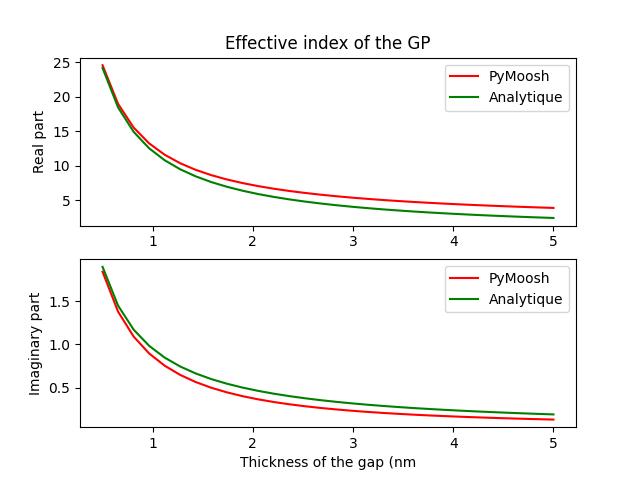 Effective index of the GP
25
20
15
10
5
Real part
PyMoosh
Analytique
1 2 3 4 5
1.5
1.0
0.5
Imaginary part
PyMoosh
Analytique
1 2 3 4 5
Thickness of the gap (nm